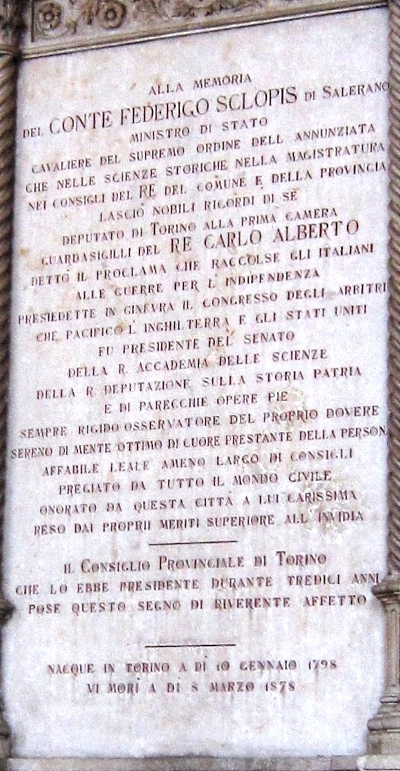 ALLA MEMORIA
DEL CONTE FEDERIGO SCLOPIS DI SALERANO
MINISTRO DI STATO
CAVALIERE DEL SUPREMO ORDINE DELL ANNUNZIATA
CHE NELLE SCIENZE STORICHE NELLA MAGISTRATURA
NEI CONSIGLI DEL RE DEL COMUNE E DELLA PROVINCIA
LASCIÒ NOBILI RICORDI DI SÈ
DEPUTATO DI TORINO ALLA PRIMA CAMERA
GUARDASIGILLI DEL RE CARLO ALBERTO
DETTÒ IL PROCLAMA CHE RACCOLSE GLI ITALIANI
ALLE GUERRE PER L INDIPENDENZA
PRESIEDETTE IN GINEVRA IL CONGRESSO DEGLI ARBITRI
CHE PACIFICÒ L INGHILTERRA E GLI STATI UNITI
FU PRESIDENTE DEL SENATO
DELLA R. ACCADEMIA DELLE SCIENZE
DELLA R. DEPUTAZIONE SULLA STORIA PATRIA
E DI PARECCHIE OPERE PIE
SEMPRE RIGIDO OSSERVATORE DEL PROPRIO DOVERE
SERENO DI MENTE OTTIMO DI CUORE PRESTANTE DELLA PERSONA
AFFABILE LEALE AMENO LARGO DI CONSIGLI
PREGIATO DA TUTTO IL MONDO CIVILE
ONORATO DA QUESTA CITTÀ A LUI CARISSIMA
RESO DAI PROPRII MERITI SUPERIORE ALL INVIDIA
IL CONSIGLIO PROVINCIALE DI TORINO
CHE LO EBBE PRESIDENTE DURANTE TREDICI ANNI
POSE QUESTO SEGNO DI RIVERENTE AFFETTO
NACQUE IN TORINO A DÌ 10 GENNAIO 1798
VI MORÌ A DÌ 8 MARZO 1878